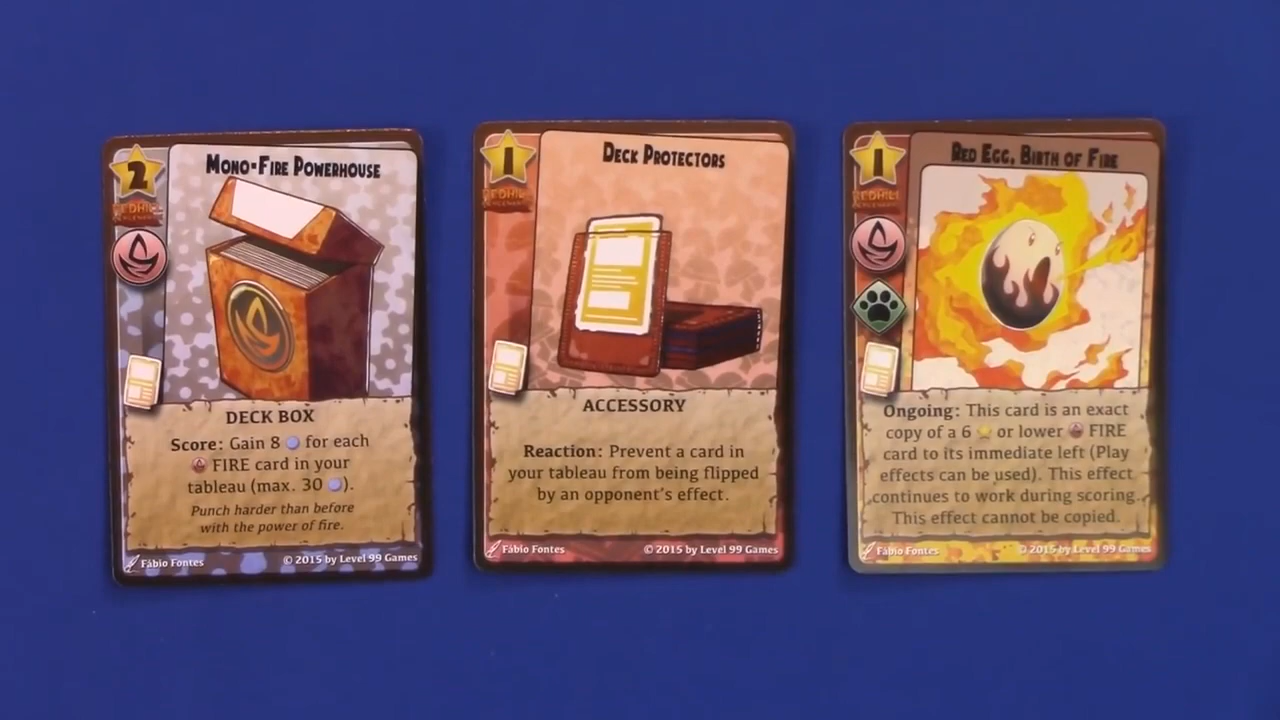 2
MONO-FIRE POWERHOUSE
DECK BOX
Score: Gain 8 for each
FIRE card in your
tableau (max. 30 ).
Punch harder than before
with the power of fire.
Fábio Fontes
© 2015 by Level 99 Games
1
DECK PROTECTORS
ACCESSORY
Reaction: Prevent a card in
your tableau from being flipped
by an opponent's effect.
Fábio Fontes
© 2015 by Level 99 Games
1
RED EGG, BIRTH OF FIRE
Ongoing: This card is an exact
copy of a 6 or lower FIRE
card to its immediate left (Play
effects can be used). This effect
continues to work during scoring.
This effect cannot be copied.
Fábio Fontes
© 2015 by Level 99 Games